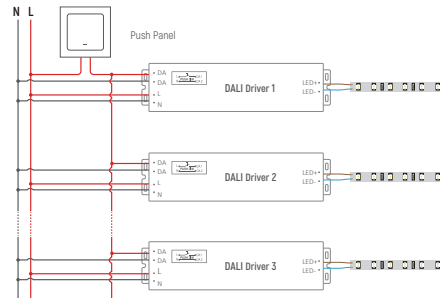 N L
Push Panel
DA
DA
L
N
DALI Driver 1
LED+
LED-
DA
DA
L
N
DALI Driver 2
LED+
LED-
DA
DA
L
N
DALI Driver 3
LED+
LED-